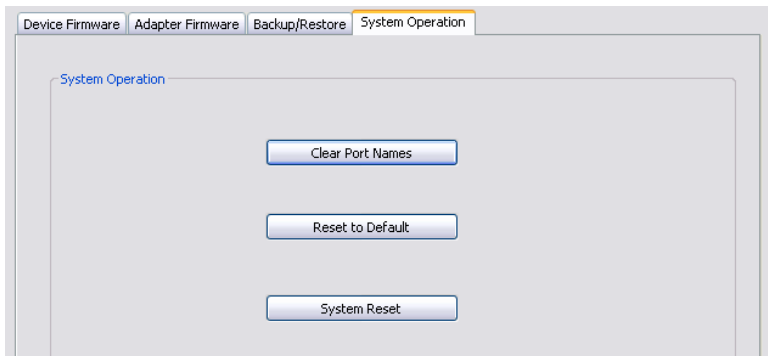 Device Firmware Adapter Firmware Backup/Restore System Operation
System Operation
Clear Port Names
Reset to Default
System Reset